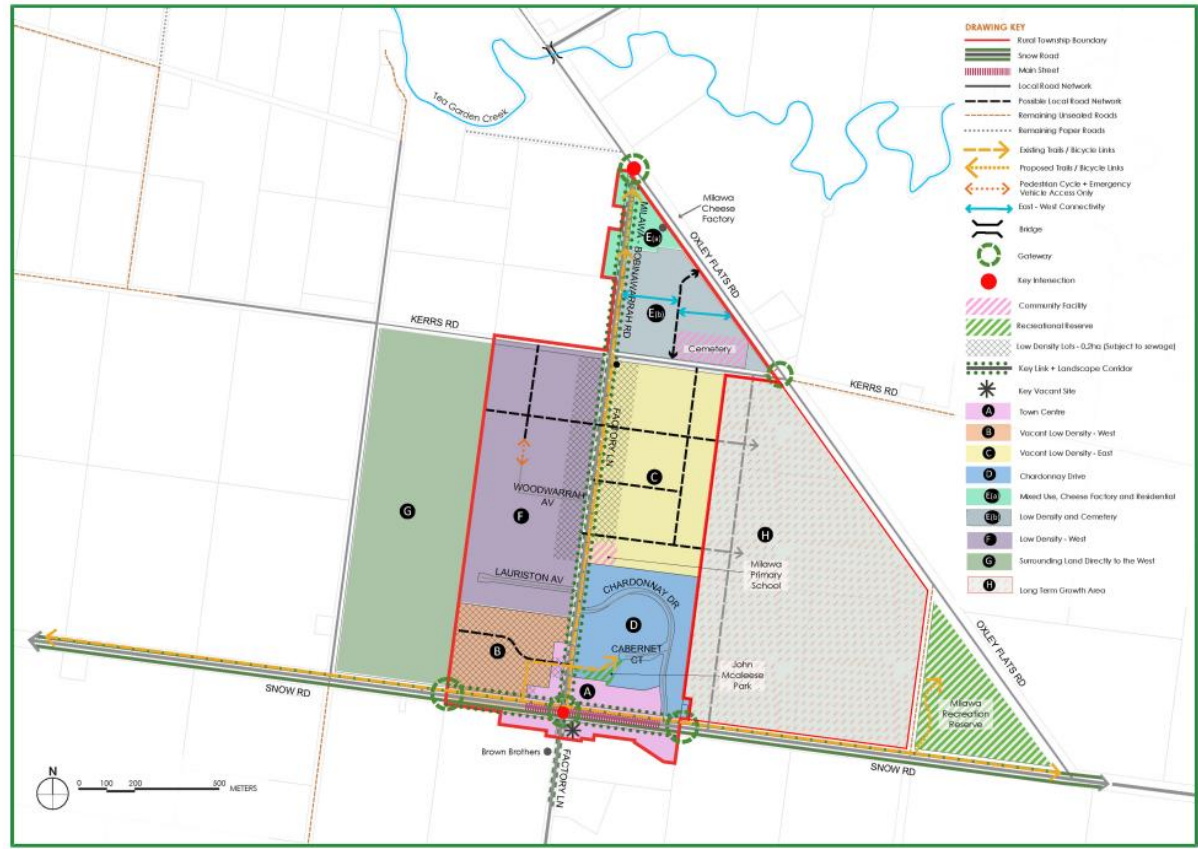 DRAWING KEY
Rural Township Boundary
Snow Road
Main Street
Local Road Network
Possible Local Road Network
Remaining Unsealed Roads
Remaining Paper Roads
Existing Trails / Bicycle Links
Proposed Trails / Bicycle Links
Pedestrian Cycle + Emergency
Vehicle Access Only
East - West Connectivity
Bridge
Gateway
Key Intersection
Community Facility
Recreational Reserve
Low Density Lots - 0.2ha (Subject to sewage)
Key Link + Landscape Corridor
Key Vacant Site
A Town Centre
B Vacant Low Density - West
C Vacant Low Density - East
D Chardonnay Drive
E(a) Mixed Use, Cheese Factory and Residential
E(b) Low Density and Cemetery
F Low Density - West
G Surrounding Land Directly to the West
H Long Term Growth Area
Tea Garden Creek
Milawa
Cheese
Factory
E(a)
MILAWA - BOBINAWARRAH RD
OXLEY FLATS RD
E(b)
KERRS RD
Cemetery
KERRS RD
FACTORY LN
C
WOODWARRAH
AV
F
G
H
Milawa
Primary
School
LAURISTON AV
CHARDONNAY DR
D
B
CABERNET
CT
John
Mcaleese
Park
A
OXLEY FLATS RD
SNOW RD
Milawa
Recreation
Reserve
Brown Brothers
SNOW RD
FACTORY LN
N
0 100 200 500 METERS